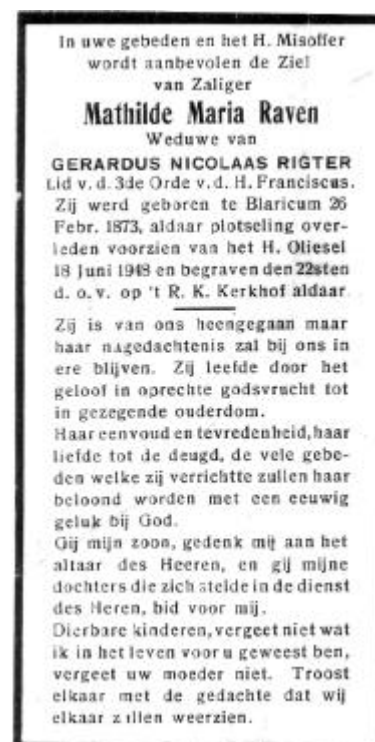 In uwe gebeden en het H. Misoffer
wordt aanbevolen de Ziel
van Zaliger
Mathilde Maria Raven
Weduwe van
GERARDUS NICOLAAS RIGTER
Lid v. d. 3de Orde v. d. H. Franciscus.
Zij werd geboren te Blaricum 26
Febr. 1873, aldaar plotseling over-
leden voorzien van het H. Oliesel
18 Juni 1948 en begraven den 22sten
d. o. v. op 't R. K. Kerkhof aldaar
Zij is van ons heengegaan maar
haar nagedachtenis zal bij ons in
ere blijven. Zij leefde door het
geloof in oprechte godsvrucht tot
in gezegende ouderdom.
Haar eenvoud en tevredenheid, haar
liefde tot de deugd, de vele gebe-
den welke zij verrichtte zullen haar
beloond worden met een eeuwig
geluk bij God.
Gij mijn zoon, gedenk mij aan het
altaar des Heeren, en gij mijne
dochters die zich stelde in de dienst
des Heren, bid voor mij.
Dierbare kinderen, vergeet niet wat
ik in het leven voor u geweest ben,
vergeet uw moeder niet. Troost
elkaar met de gedachte dat wij
elkaar zullen weerzien.